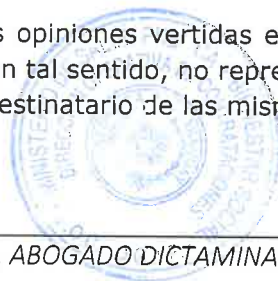 s opiniones vertidas e
n tal sentido, no repre
estinatario de las mism
ABOGADO DICTAMINA